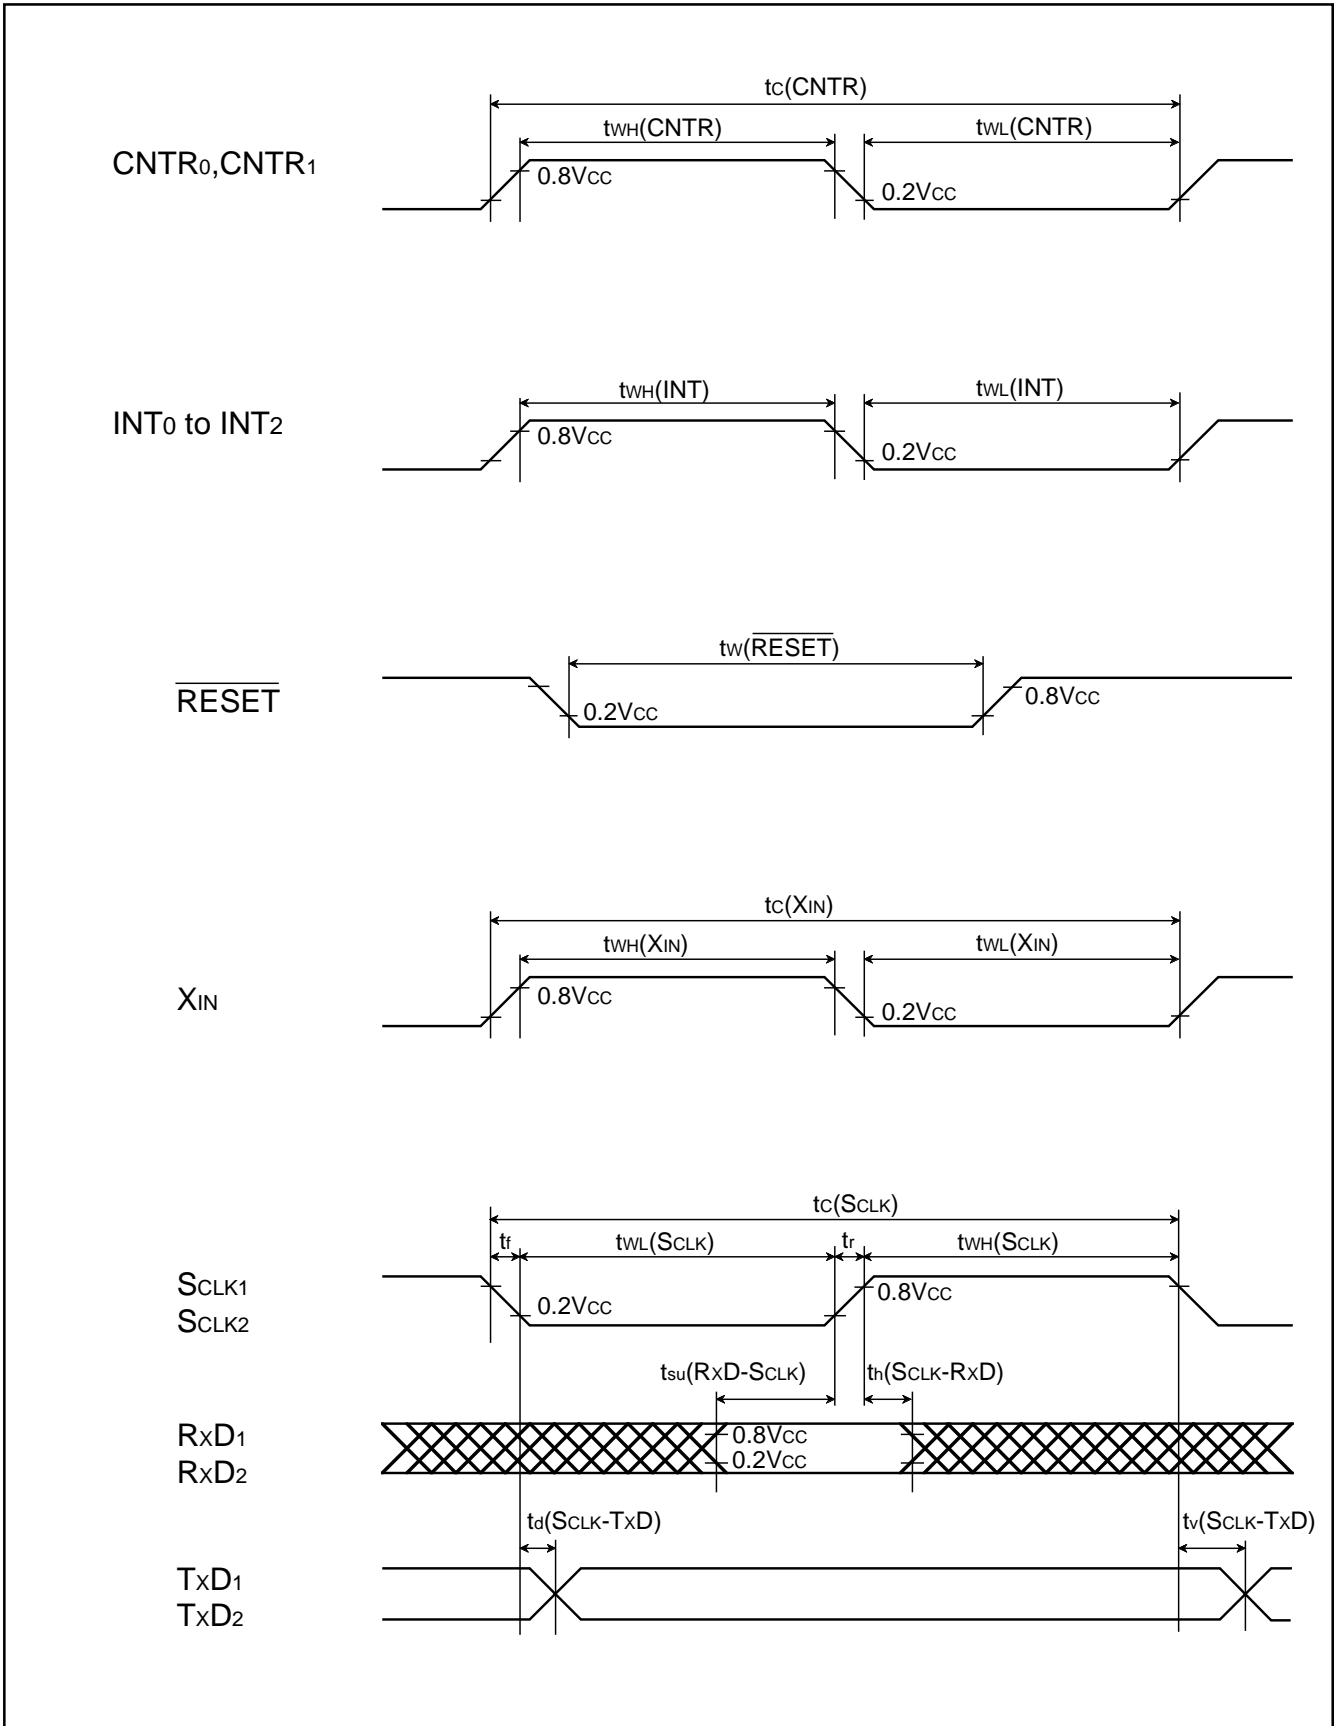 tC(CNTR)
tWH(CNTR) tWL(CNTR)
CNTR0,CNTR1
0.8VCC
0.2VCC
tWH(INT) tWL(INT)
INT0 to INT2
0.8VCC
0.2VCC
tW(RESET)
RESET
0.2VCC
0.8VCC
tC(XIN)
tWH(XIN) tWL(XIN)
XIN
0.8VCC
0.2VCC
tC(SCLK)
tf tWL(SCLK) tr tWH(SCLK)
SCLK1
SCLK2
0.2VCC
0.8VCC
tsu(RXD-SCLK) th(SCLK-RXD)
RXD1
RXD2
0.8VCC
0.2VCC
td(SCLK-TXD) tv(SCLK-TXD)
TXD1
TXD2